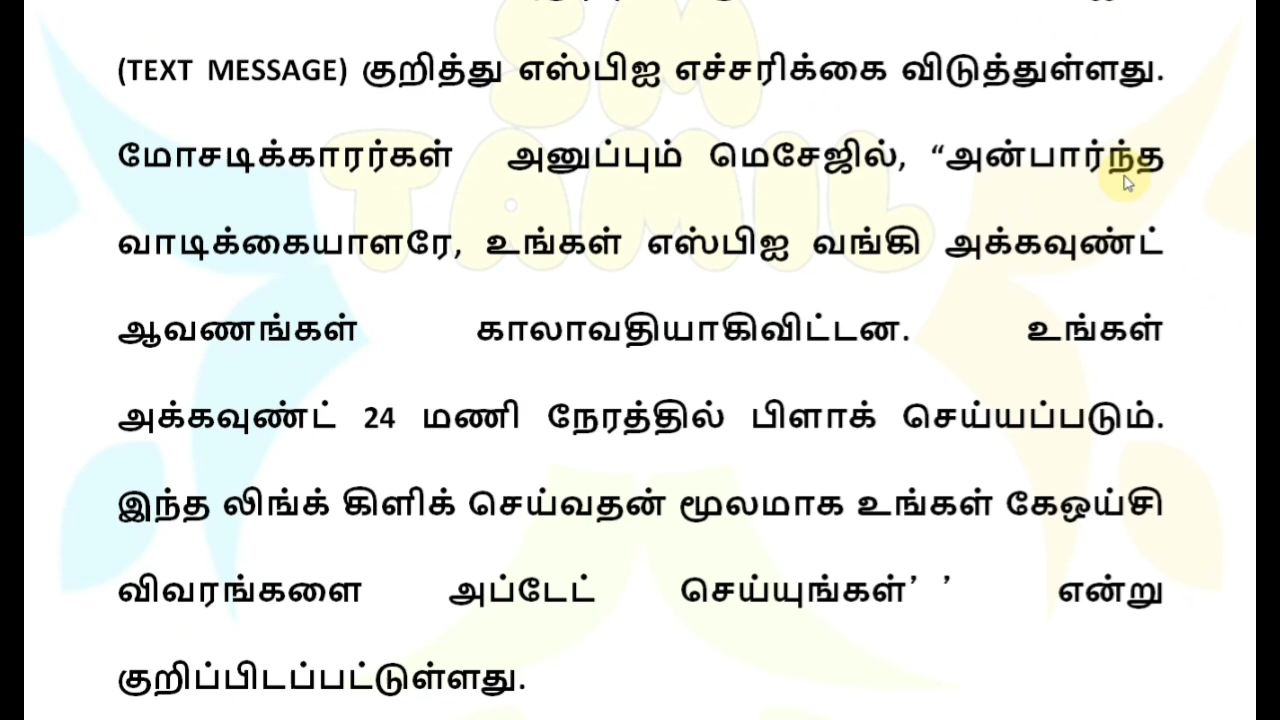 SM
TAMIL
(TEXT MESSAGE) குறித்து எஸ்பிஐ எச்சரிக்கை விடுத்துள்ளது.
மோசடிக்காரர்கள் அனுப்பும் மெசேஜில், “அன்பார்ந்த
வாடிக்கையாளரே, உங்கள் எஸ்பிஐ வங்கி அக்கவுண்ட்
ஆவணங்கள் காலாவதியாகிவிட்டன. உங்கள்
அக்கவுண்ட் 24 மணி நேரத்தில் பிளாக் செய்யப்படும்.
இந்த லிங்க் கிளிக் செய்வதன் மூலமாக உங்கள் கேஒய்சி
விவரங்களை அப்டேட் செய்யுங்கள்’ ’ என்று
குறிப்பிடப்பட்டுள்ளது.